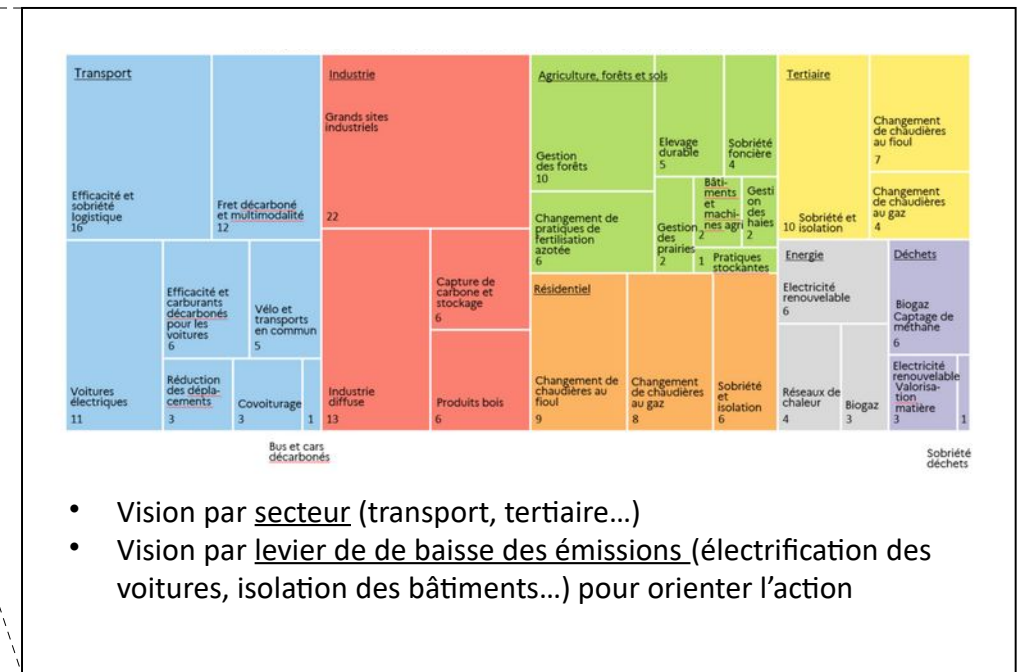 Transport
Efficacité et
sobriété
logistique
16
Fret décarboné
et multimodalité
12
Voitures
électriques
11
Efficacité et
carburants
décarbonés
pour les
voitures
6
Vélo et
transports
en commun
5
Réduction
des dépla-
cements
3
Covoiturage
3
1
Bus et cars
décarbonés
Industrie
Grands sites
industriels
22
Industrie
diffuse
13
Capture de
carbone et
stockage
6
Produits bois
6
Agriculture, forêts et sols
Gestion
des forêts
10
Elevage
durable
5
Sobriété
foncière
4
Changement de
pratiques de
fertilisation
azotée
6
Gestion
des
prairies
2
Bâti-
ments
et
machi-
nes agri
2
Gesti
on
des
haies
2
1 Pratiques
stockantes
Résidentiel
Changement de
chaudières au
fioul
9
Changement
de chaudières
au gaz
8
Sobriété
et
isolation
6
Tertiaire
Sobriété et
10 isolation
Changement
de chaudières
au fioul
7
Changement
de chaudières
au gaz
4
Energie
Electricité
renouvelable
6
Réseaux de
chaleur
4
Biogaz
3
Déchets
Biogaz
Captage de
méthane
6
Electricité
renouvelable
Valorisa-
tion
matière
3
1
Sobriété
déchets
• Vision par secteur (transport, tertiaire…)
• Vision par levier de de baisse des émissions (électrification des
voitures, isolation des bâtiments…) pour orienter l’action